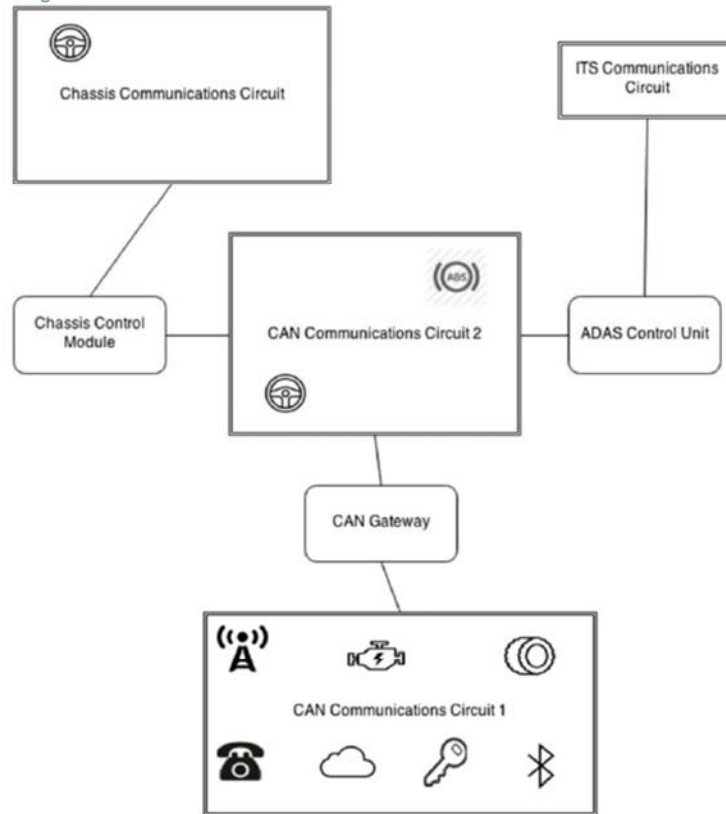 Chassis Communications Circuit
ITS Communications
Circuit
ABS
Chassis Control
Module
CAN Communications Circuit 2
ADAS Control Unit
CAN Gateway
CAN Communications Circuit 1